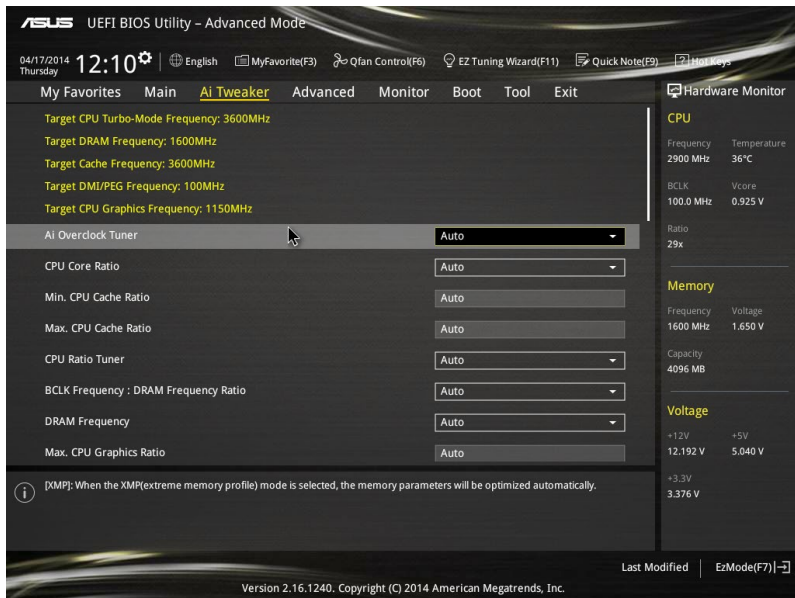 ASUS UEFI BIOS Utility – Advanced Mode
04/17/2014 Thursday 12:10 English MyFavorite(F3) Qfan Control(F6) EZ Tuning Wizard(F11) Quick Note(F9) ? Hot Keys
My Favorites Main Ai Tweaker Advanced Monitor Boot Tool Exit
Target CPU Turbo-Mode Frequency: 3600MHz
Target DRAM Frequency: 1600MHz
Target Cache Frequency: 3600MHz
Target DMI/PEG Frequency: 100MHz
Target CPU Graphics Frequency: 1150MHz
Ai Overclock Tuner Auto
CPU Core Ratio Auto
Min. CPU Cache Ratio Auto
Max. CPU Cache Ratio Auto
CPU Ratio Tuner Auto
BCLK Frequency : DRAM Frequency Ratio Auto
DRAM Frequency Auto
Max. CPU Graphics Ratio Auto
[XMP]: When the XMP(extreme memory profile) mode is selected, the memory parameters will be optimized automatically.
Hardware Monitor
CPU
Frequency Temperature
2900 MHz 36°C
BCLK Vcore
100.0 MHz 0.925 V
Ratio
29x
Memory
Frequency Voltage
1600 MHz 1.650 V
Capacity
4096 MB
Voltage
+12V +5V
12.192 V 5.040 V
+3.3V
3.376 V
Last Modified EzMode(F7)
Version 2.16.1240. Copyright (C) 2014 American Megatrends, Inc.